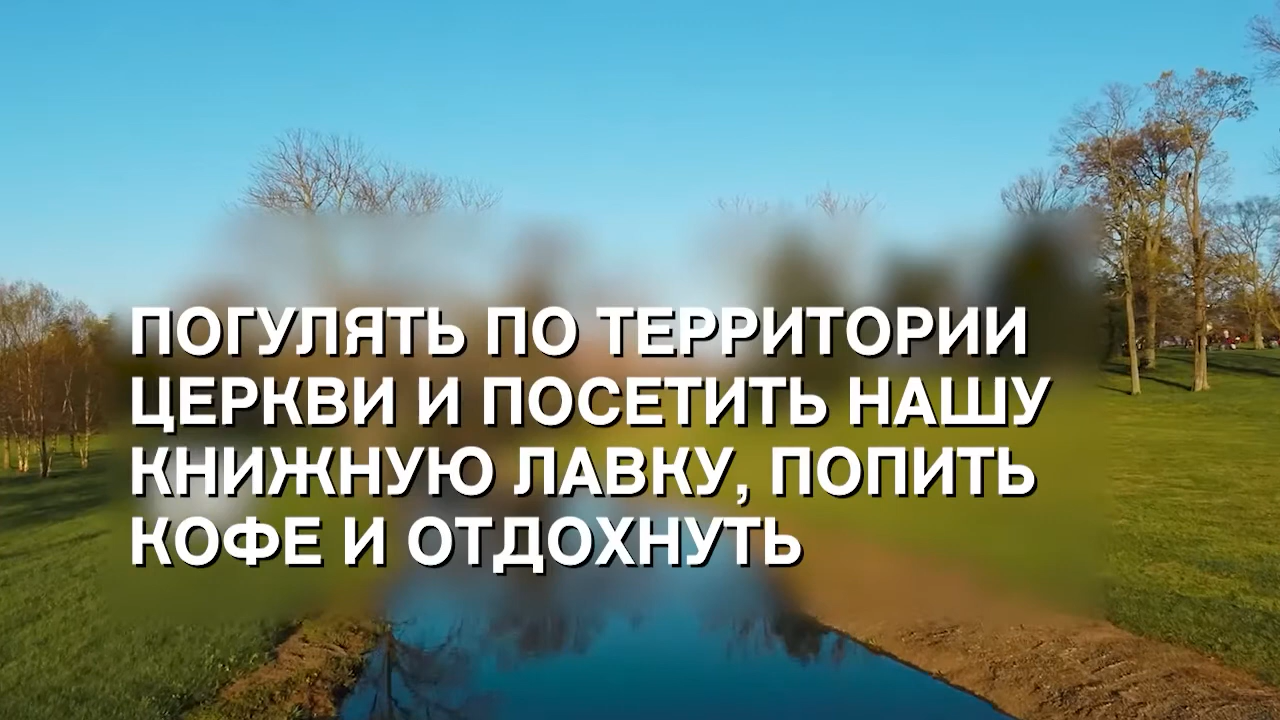 ПОГУЛЯТЬ ПО ТЕРРИТОРИИ
ЦЕРКВИ И ПОСЕТИТЬ НАШУ
КНИЖНУЮ ЛАВКУ, ПОПИТЬ
КОФЕ И ОТДОХНУТЬ